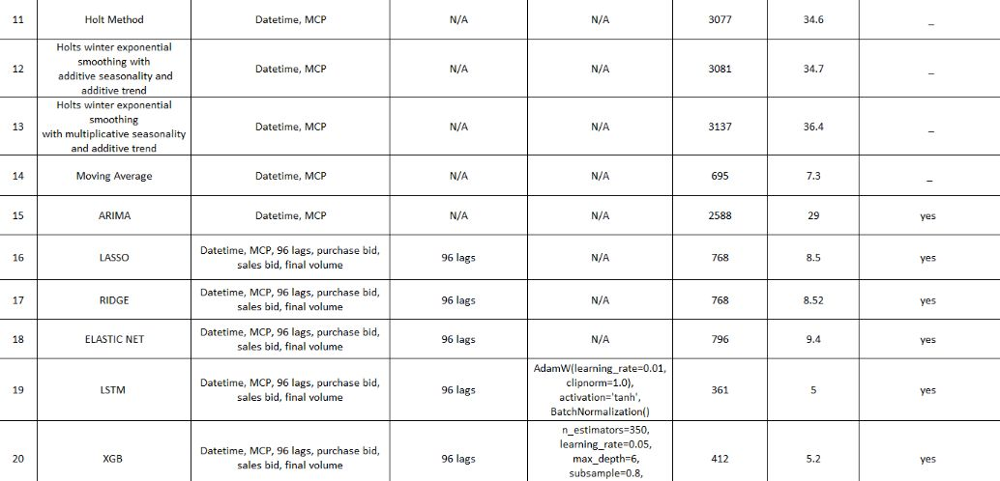 11 Holt Method Datetime, MCP N/A N/A 3077 34.6 _
Holts winter exponential
smoothing with
12 additive seasonality and Datetime, MCP N/A N/A 3081 34.7 _
additive trend
Holts winter exponential
smoothing
13 with multiplicative seasonality Datetime, MCP N/A N/A 3137 36.4 _
and additive trend
14 Moving Average Datetime, MCP N/A N/A 695 7.3 _
15 ARIMA Datetime, MCP N/A N/A 2588 29 yes
16 LASSO Datetime, MCP, 96 lags, purchase bid, 96 lags N/A 768 8.5 yes
sales bid, final volume
17 RIDGE Datetime, MCP, 96 lags, purchase bid, 96 lags N/A 768 8.52 yes
sales bid, final volume
18 ELASTIC NET Datetime, MCP, 96 lags, purchase bid, 96 lags N/A 796 9.4 yes
sales bid, final volume
19 LSTM Datetime, MCP, 96 lags, purchase bid, 96 lags AdamW(learning_rate=0.01, 361 5 yes
sales bid, final volume clipnorm=1.0),
activation='tanh',
BatchNormalization()
20 XGB Datetime, MCP, 96 lags, purchase bid, 96 lags n_estimators=350, 412 5.2 yes
sales bid, final volume learning_rate=0.05,
max_depth=6,
subsample=0.8,